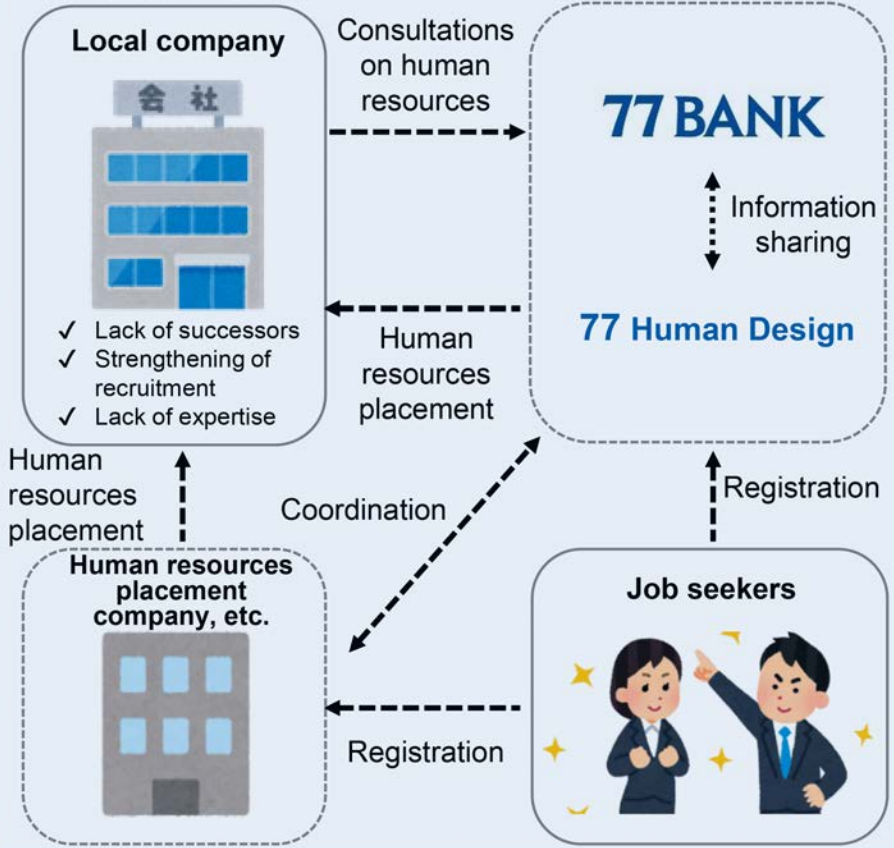 Local company
会社
✓ Lack of successors
✓ Strengthening of
recruitment
✓ Lack of expertise
Consultations
on human
resources
77 BANK
Information
sharing
77 Human Design
Human
resources
placement
Human
resources
placement
Coordination
Registration
Human resources
placement
company, etc.
Registration
Job seekers